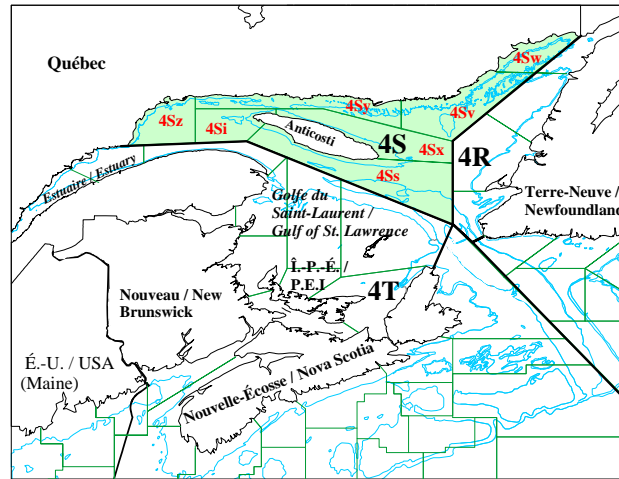 Québec
4Sw
4Sz
4Sy
4Sv
4Si
Anticosti
4S
4Sx
4R
4Ss
Estuaire / Estuary
Golfe du
Saint-Laurent /
Gulf of St. Lawrence
Terre-Neuve /
Newfoundland
Î.-P.-É. /
P.E.I
4T
Nouveau / New
Brunswick
É.-U. / USA
(Maine)
Nouvelle-Écosse / Nova Scotia